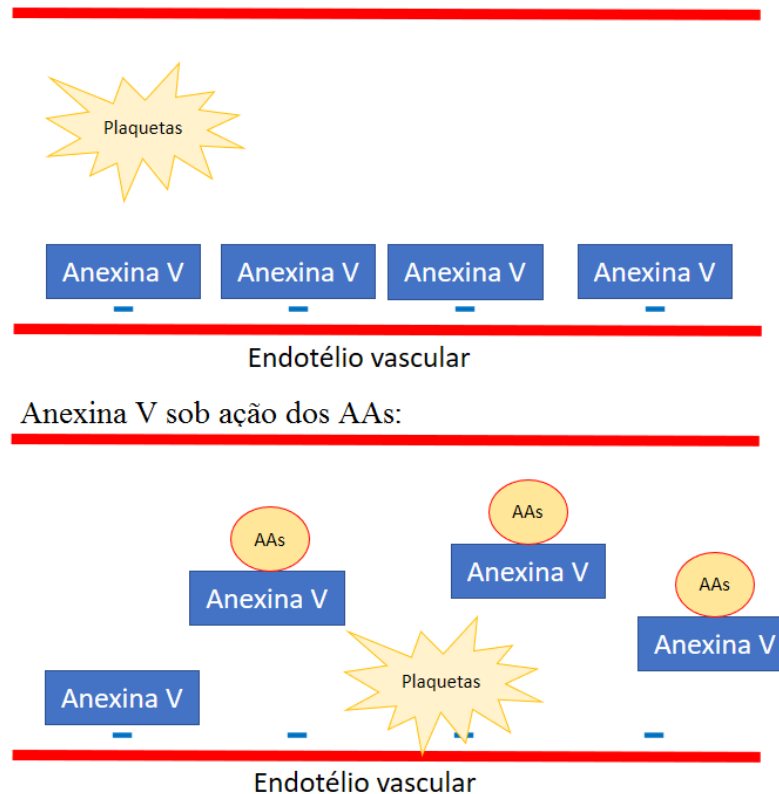 Plaquetas
Anexina V Anexina V Anexina V Anexina V
Endotélio vascular
Anexina V sob ação dos AAs:
AAs
AAs
AAs
Anexina V
Anexina V
Anexina V
Plaquetas
Anexina V
Endotélio vascular